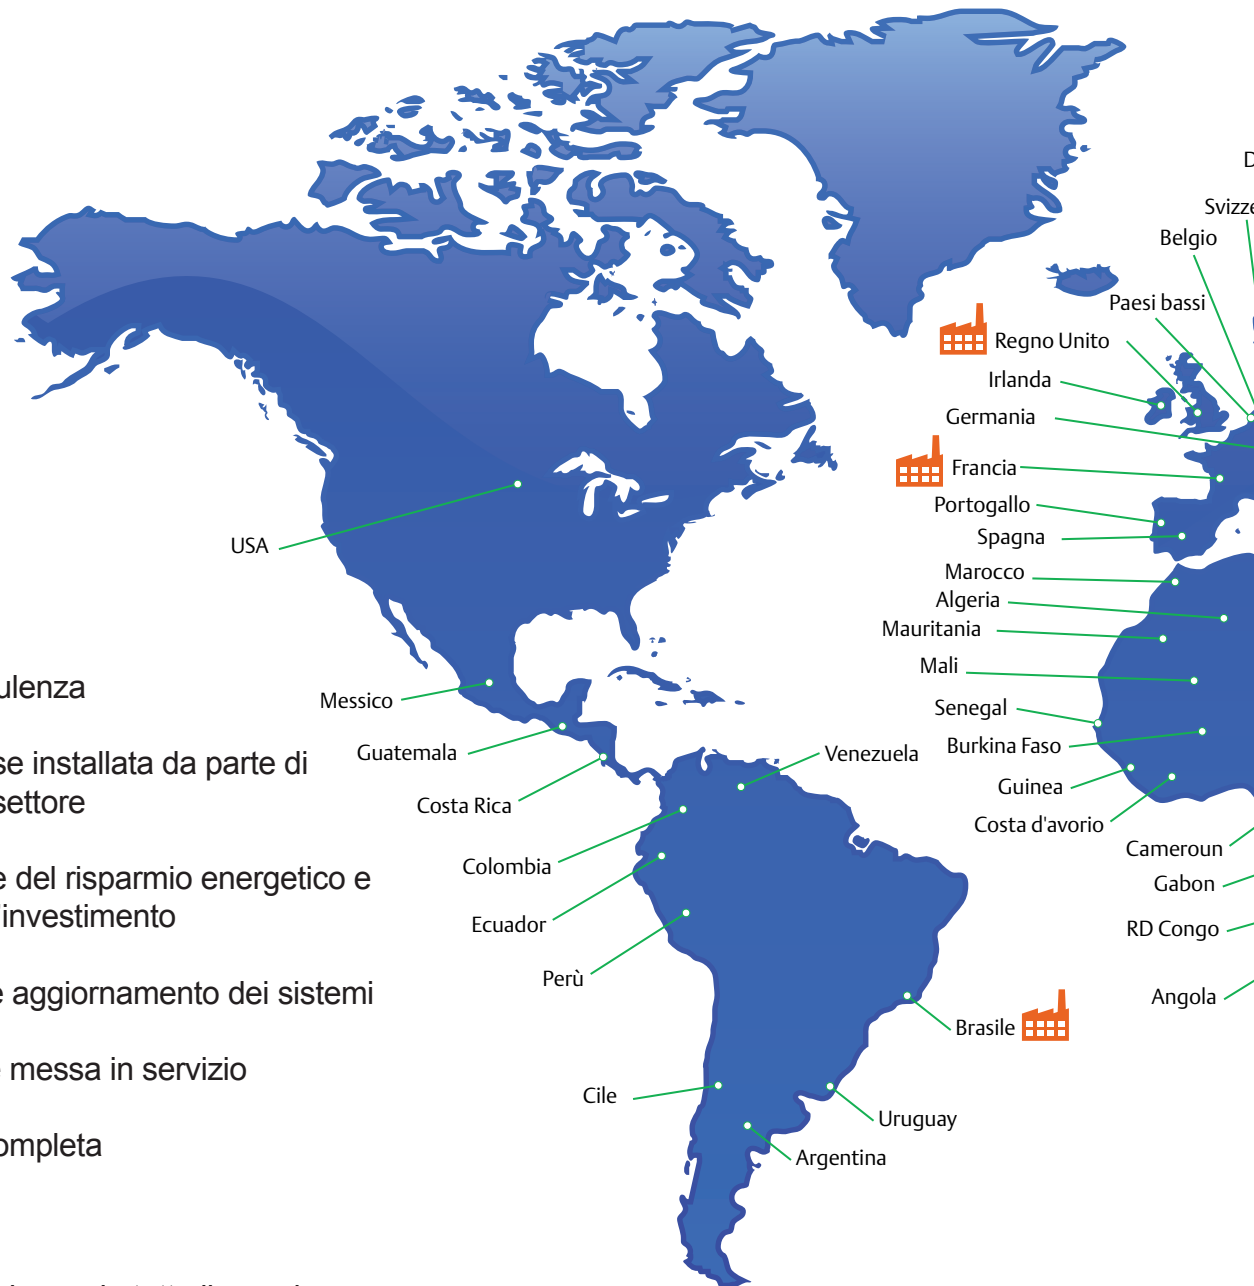 D
Svizze
Belgio
Paesi bassi
Regno Unito
Irlanda
Germania
Francia
Portogallo
Spagna
USA
Marocco
Algeria
Mauritania
Mali
Senegal
Burkina Faso
Guinea
Costa d'avorio
Cameroun
Gabon
RD Congo
Angola
Messico
Guatemala
Costa Rica
Venezuela
Colombia
Ecuador
Perù
Brasile
Cile
Uruguay
Argentina
ulenza
se installata da parte di
settore
e del risparmio energetico e
l'investimento
e aggiornamento dei sistemi
e messa in servizio
ompleta